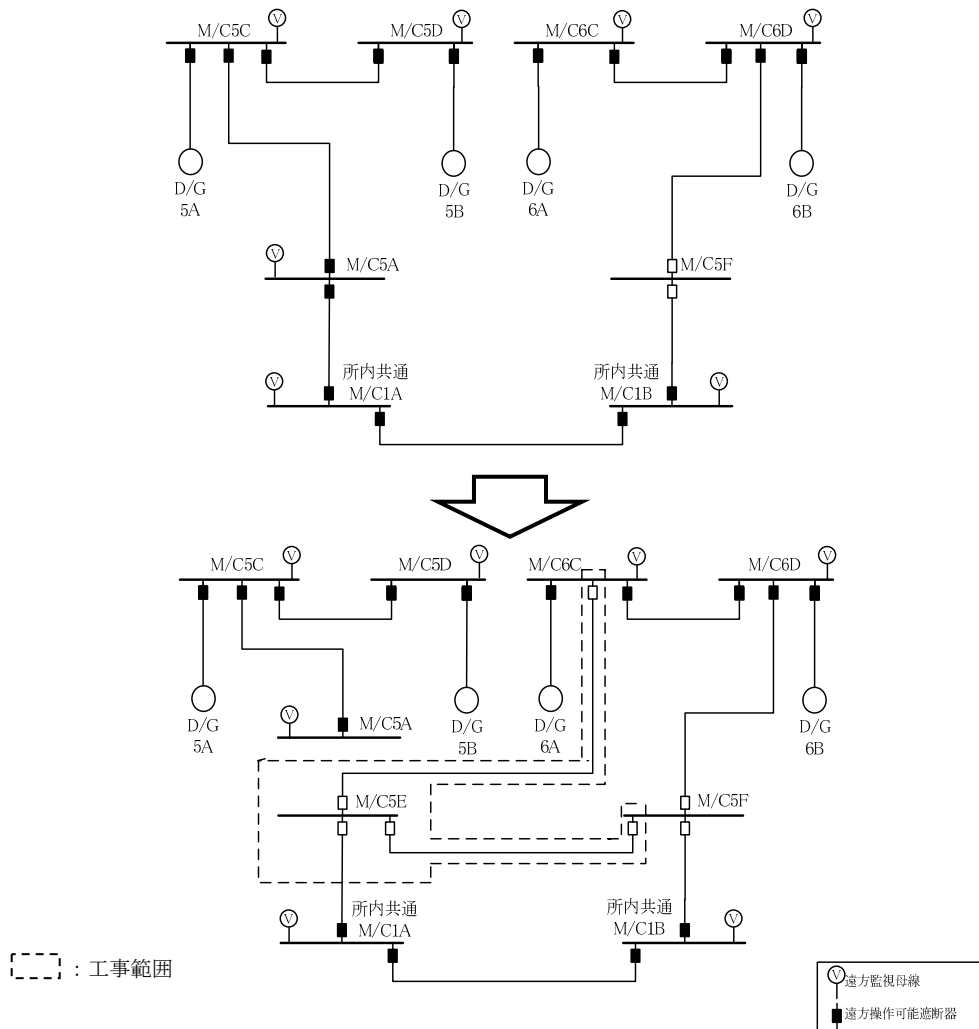 M/C5C
M/C5D
M/C6C
M/C6D
V
V
V
V
D/G
5A
D/G
5B
D/G
6A
D/G
6B
V
M/C5A
M/C5F
所内共通
M/C1A
所内共通
M/C1B
V
V
M/C5C
M/C5D
M/C6C
M/C6D
V
V
V
V
D/G
5A
D/G
5B
D/G
6A
D/G
6B
V
M/C5A
M/C5E
M/C5F
所内共通
M/C1A
所内共通
M/C1B
V
V
：工事範囲
V 遠方監視母線
遠方操作可能遮断器